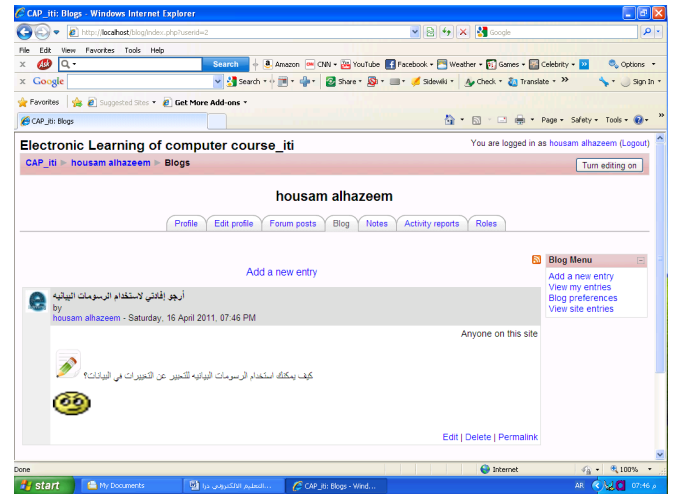 CAP_iti: Blogs - Windows Internet Explorer
http://localhost/blog/index.php?userid=2
Google
File Edit View Favorites Tools Help
Search Amazon CNN YouTube Facebook Weather Games Celebrity Options
Google Search Share Sidewiki Check Translate Sign In
Favorites Suggested Sites Get More Add-ons
CAP_iti: Blogs Page Safety Tools
Electronic Learning of computer course_iti
You are logged in as housam alhazeem (Logout)
CAP_iti ► housam alhazeem ► Blogs
Turn editing on
housam alhazeem
Profile Edit profile Forum posts Blog Notes Activity reports Roles
Add a new entry
Blog Menu
Add a new entry
View my entries
Blog preferences
View site entries
أرجو إفادتي لاستخدام الرسومات البيانيه
by
housam alhazeem - Saturday, 16 April 2011, 07:46 PM
Anyone on this site
كيف يمكنك استخدام الرسومات البيانيه للتعبير عن التغييرات في البيانات؟
Edit | Delete | Permalink
Done Internet 100%
start My Documents التعليم الالكتروني درا... CAP_iti: Blogs - Wind... AR 07:46 م